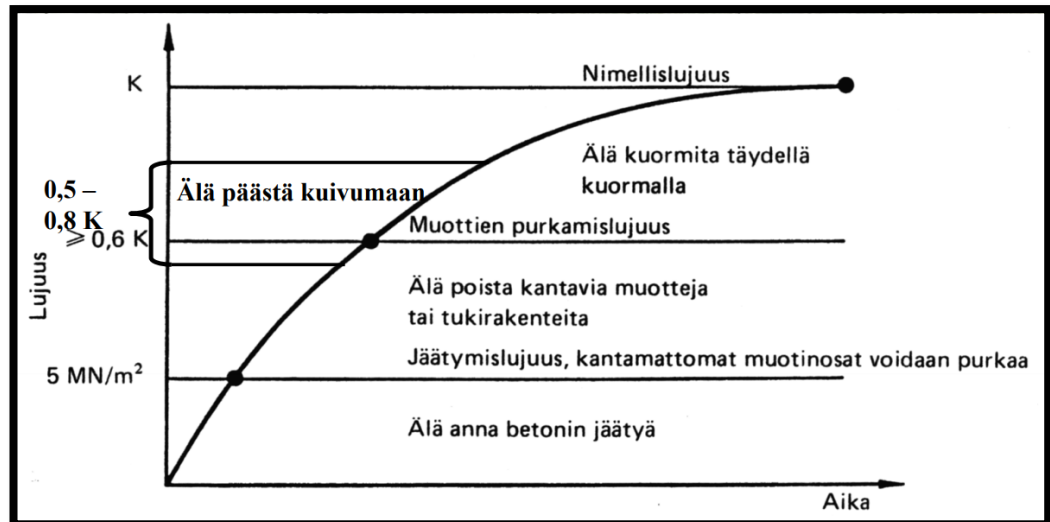 K
Nimellislujuus
Älä kuormita täydellä
kuormalla
0,5 –
0,8 K
Älä päästä kuivumaan
⩾ 0,6 K
Muottien purkamislujuus
Lujuus
Älä poista kantavia muotteja
tai tukirakenteita
5 MN/m²
Jäätymislujuus, kantamattomat muotinosat voidaan purkaa
Älä anna betonin jäätyä
Aika